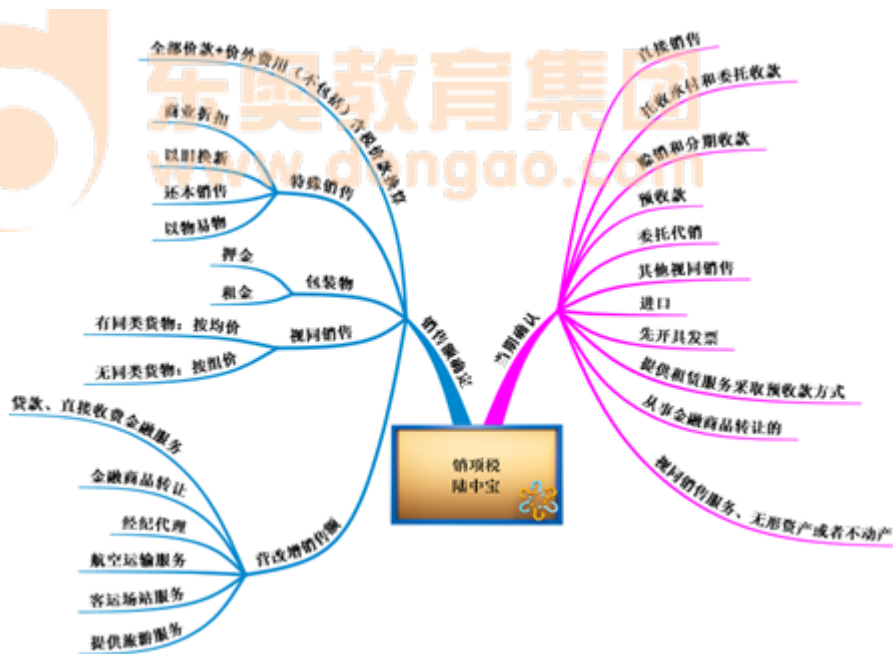 东奥教育集团
www.dongao.com
全部价款+价外费用（不包括）含税价款换算
商业折扣
以旧换新
还本销售
以物易物
特殊销售
押金
租金
包装物
有同类货物：按均价
无同类货物：按组价
视同销售
贷款、直接收费金融服务
金融商品转让
经纪代理
航空运输服务
客运场站服务
提供旅游服务
营改增销售额
销售额确定
销项税
陆中宝
当期确认
直接销售
托收承付和委托收款
赊销和分期收款
预收款
委托代销
其他视同销售
进口
先开具发票
提供租赁服务采取预收款方式
从事金融商品转让的
视同销售服务、无形资产或者不动产